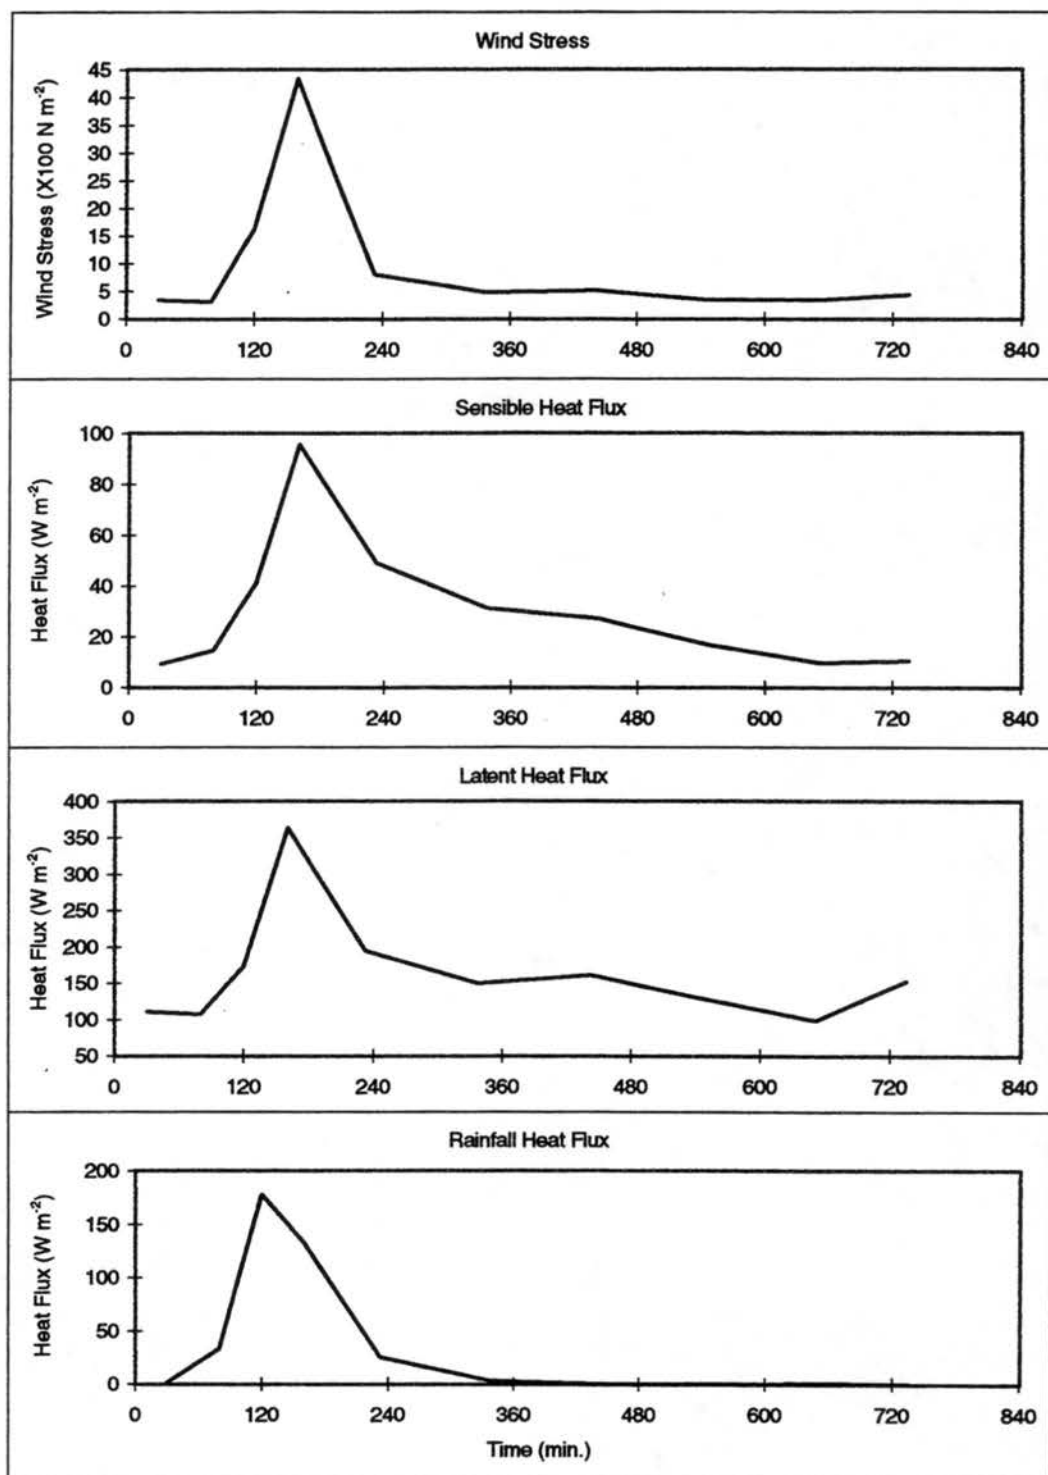 Wind Stress
Wind Stress (X100 N m-2)
45
40
35
30
25
20
15
10
5
0
0 120 240 360 480 600 720 840
Sensible Heat Flux
Heat Flux (W m-2)
100
80
60
40
20
0
0 120 240 360 480 600 720 840
Latent Heat Flux
Heat Flux (W m-2)
400
350
300
250
200
150
100
50
0 120 240 360 480 600 720 840
Rainfall Heat Flux
Heat Flux (W m-2)
200
150
100
50
0
0 120 240 360 480 600 720 840
Time (min.)